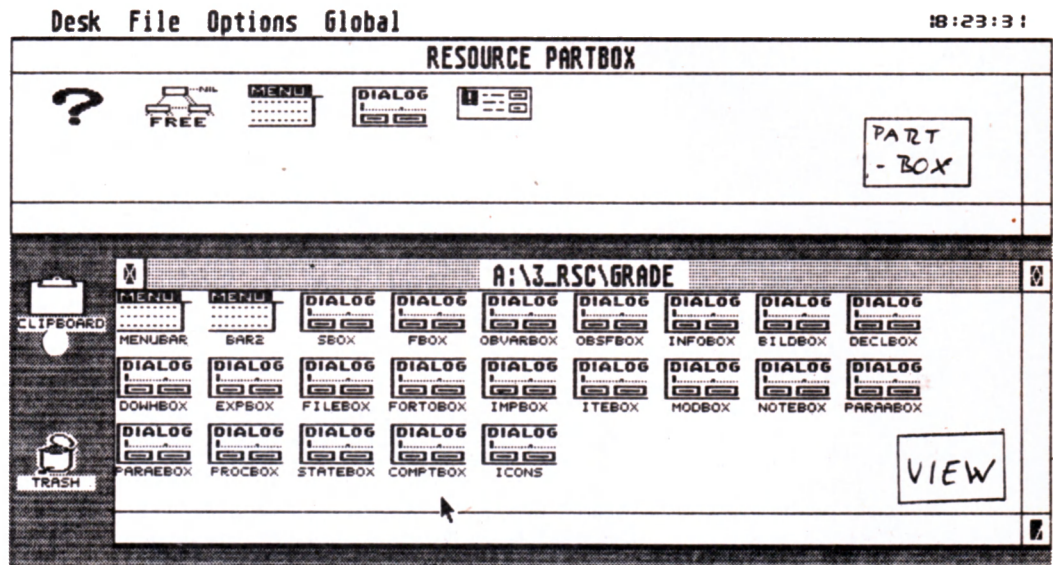 Desk File Options Global 18:23:31
RESOURCE PARTBOX
? NIL MENU DIALOG !
FREE
PART
- BOX
A:\3_RSC\GRADE
CLIPBOARD
MENU MENU DIALOG DIALOG DIALOG DIALOG DIALOG DIALOG DIALOG
MENUBAR BAR2 SBOX FBOX OBVARBOX OBSFBOX INFOBOX BILDBOX DECLBOX
DIALOG DIALOG DIALOG DIALOG DIALOG DIALOG DIALOG DIALOG DIALOG
DOWHBOX EXPBOX FILEBOX FORTOBOX IMPBOX ITEBOX MODBOX NOTEBOX PARAABOX
DIALOG DIALOG DIALOG DIALOG DIALOG
PARAEBOX PROCBOX STATEBOX COMPTBOX ICONS
TRASH
VIEW